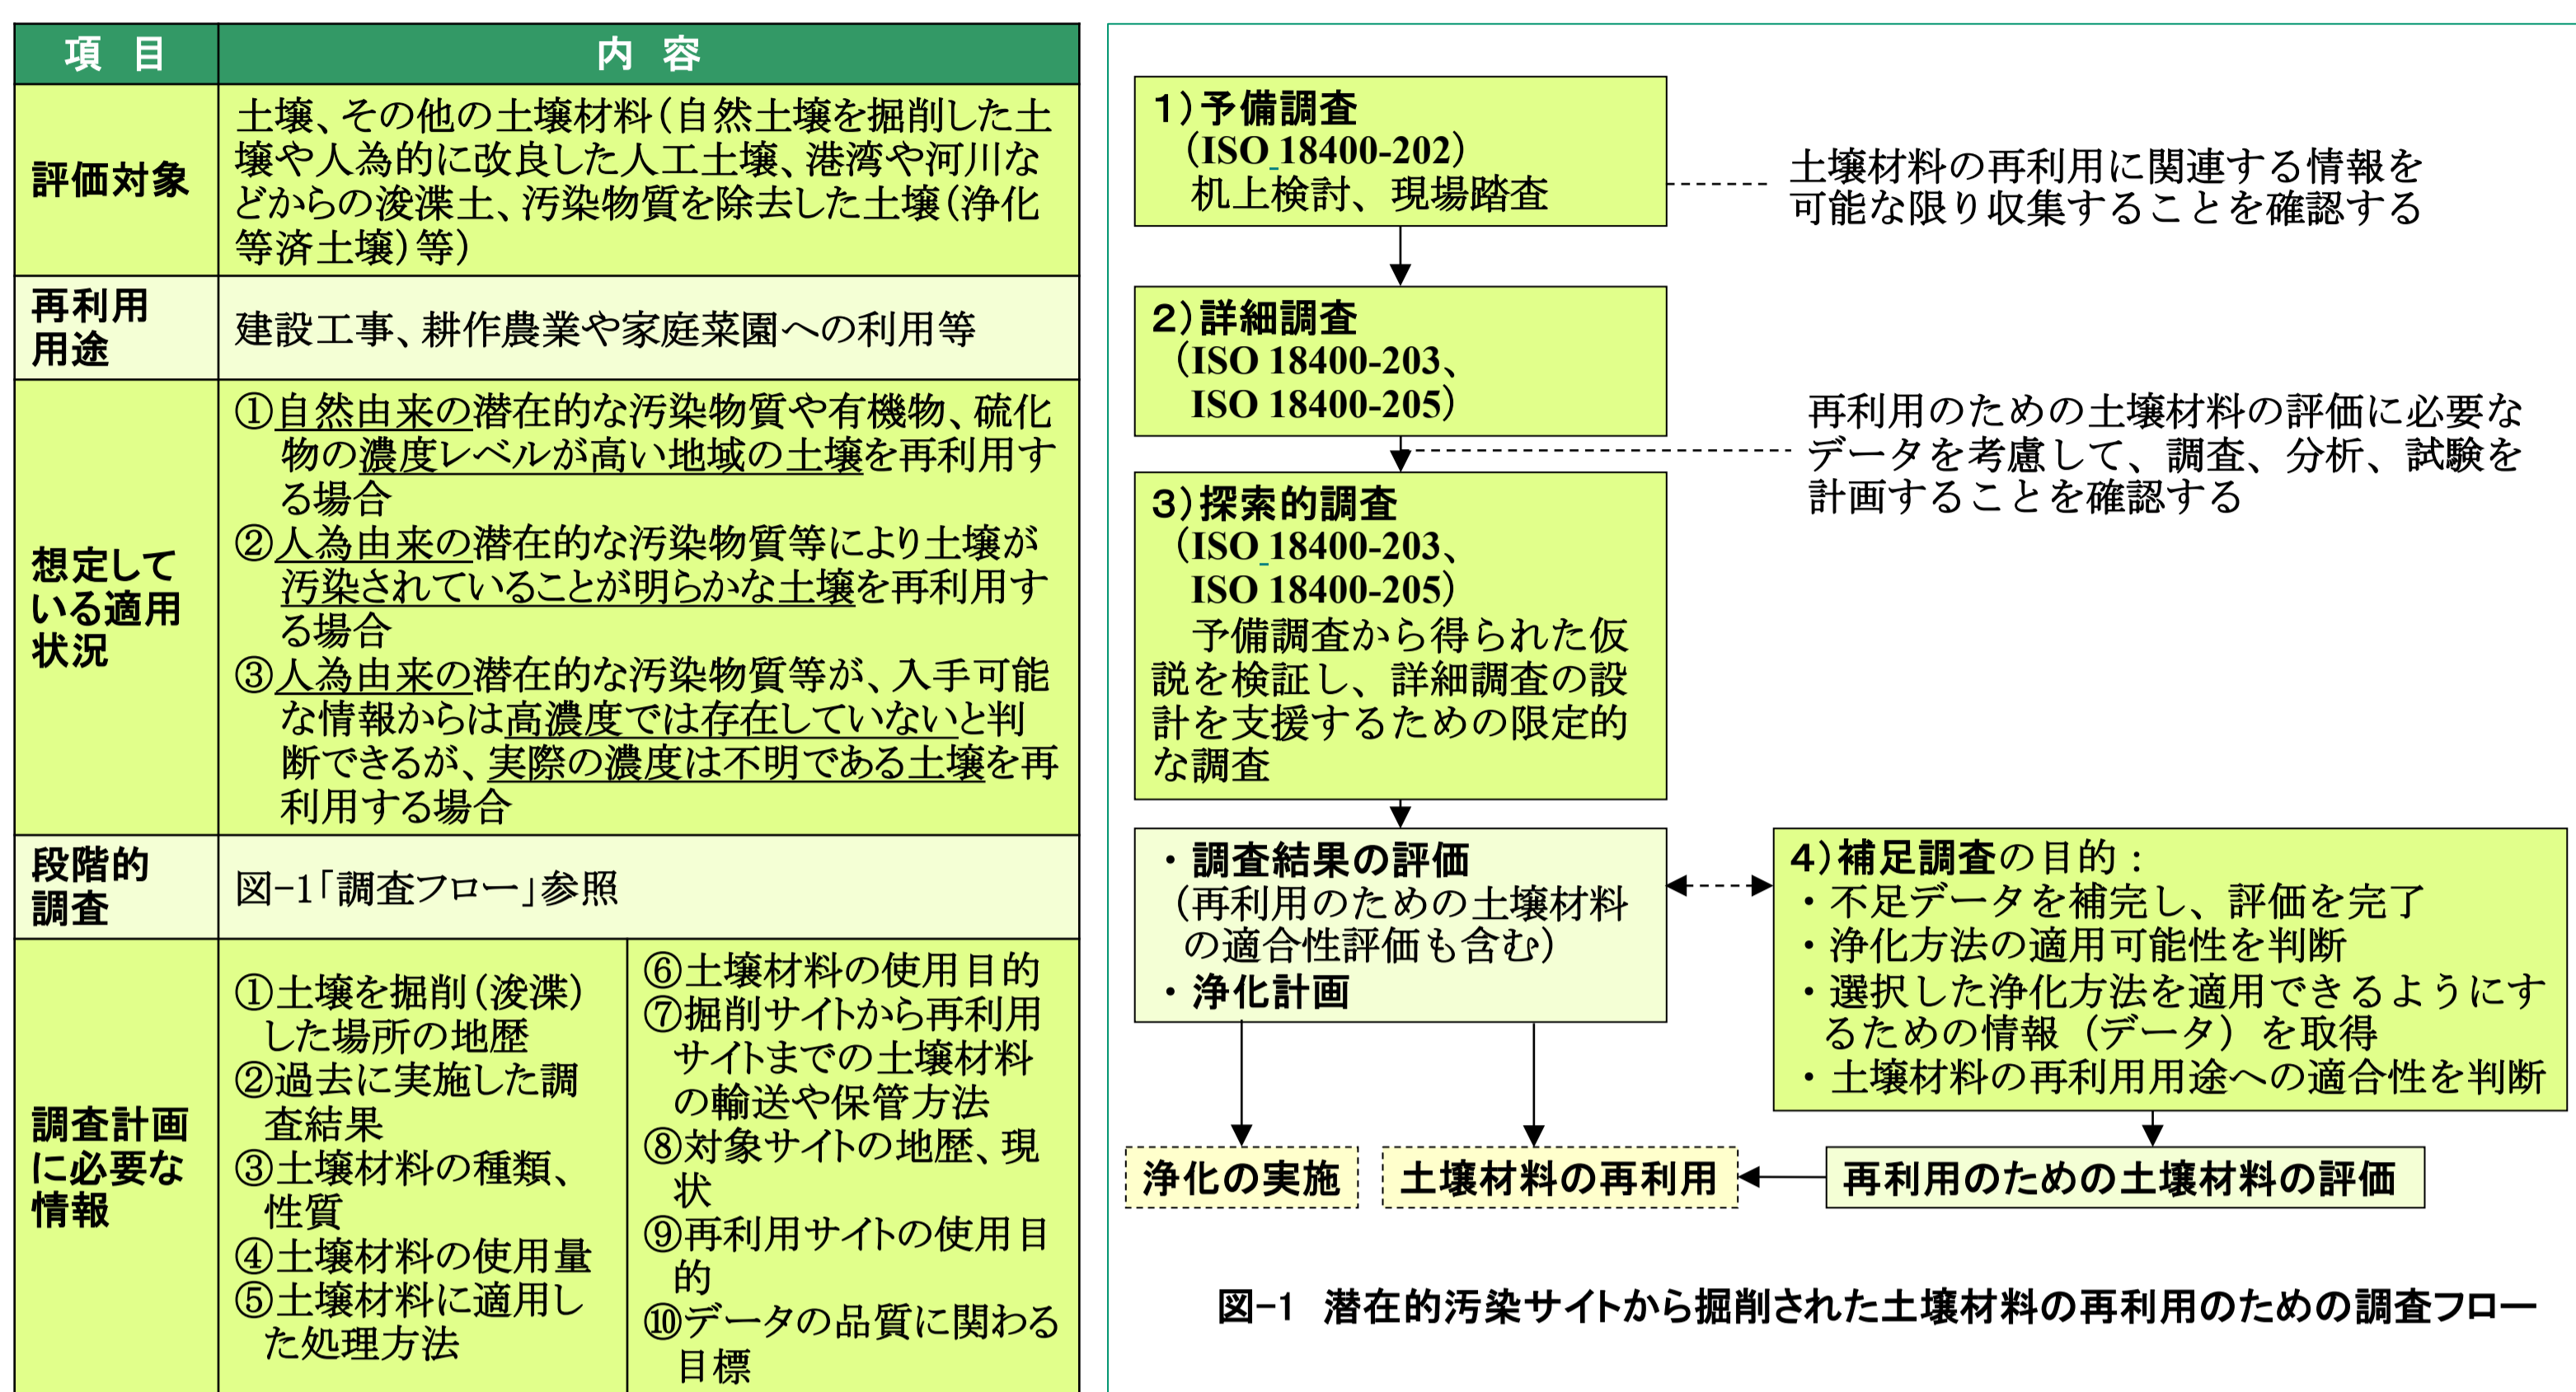 項 目
内 容
評価対象
土壌、その他の土壌材料（自然土壌を掘削した土
壌や人為的に改良した人工土壌、港湾や河川な
どからの浚渫土、汚染物質を除去した土壌（浄化
等済土壌）等）
再利用
用途
建設工事、耕作農業や家庭菜園への利用等
想定して
いる適用
状況
①自然由来の潜在的な汚染物質や有機物、硫化
物の濃度レベルが高い地域の土壌を再利用す
る場合
②人為由来の潜在的な汚染物質等により土壌が
汚染されていることが明らかな土壌を再利用す
る場合
③人為由来の潜在的な汚染物質等が、入手可能
な情報からは高濃度では存在していないと判
断できるが、実際の濃度は不明である土壌を再
利用する場合
段階的
調査
図−1「調査フロー」参照
調査計画
に必要な
情報
①土壌を掘削（浚渫）
した場所の地歴
②過去に実施した調
査結果
③土壌材料の種類、
性質
④土壌材料の使用量
⑤土壌材料に適用し
た処理方法
⑥土壌材料の使用目的
⑦掘削サイトから再利用
サイトまでの土壌材料
の輸送や保管方法
⑧対象サイトの地歴、現
状
⑨再利用サイトの使用目
的
⑩データの品質に関わる
目標
1）予備調査
（ISO 18400-202）
机上検討、現場踏査
土壌材料の再利用に関連する情報を
可能な限り収集することを確認する
2）詳細調査
（ISO 18400-203、
ISO 18400-205）
再利用のための土壌材料の評価に必要な
データを考慮して、調査、分析、試験を
計画することを確認する
3）探索的調査
（ISO 18400-203、
ISO 18400-205）
予備調査から得られた仮
説を検証し、詳細調査の設
計を支援するための限定的
な調査
・調査結果の評価
（再利用のための土壌材料
の適合性評価も含む）
・浄化計画
4）補足調査の目的：
・不足データを補完し、評価を完了
・浄化方法の適用可能性を判断
・選択した浄化方法を適用できるようにす
るための情報（データ）を取得
・土壌材料の再利用用途への適合性を判断
浄化の実施
土壌材料の再利用
再利用のための土壌材料の評価
図−1 潜在的汚染サイトから掘削された土壌材料の再利用のための調査フロー